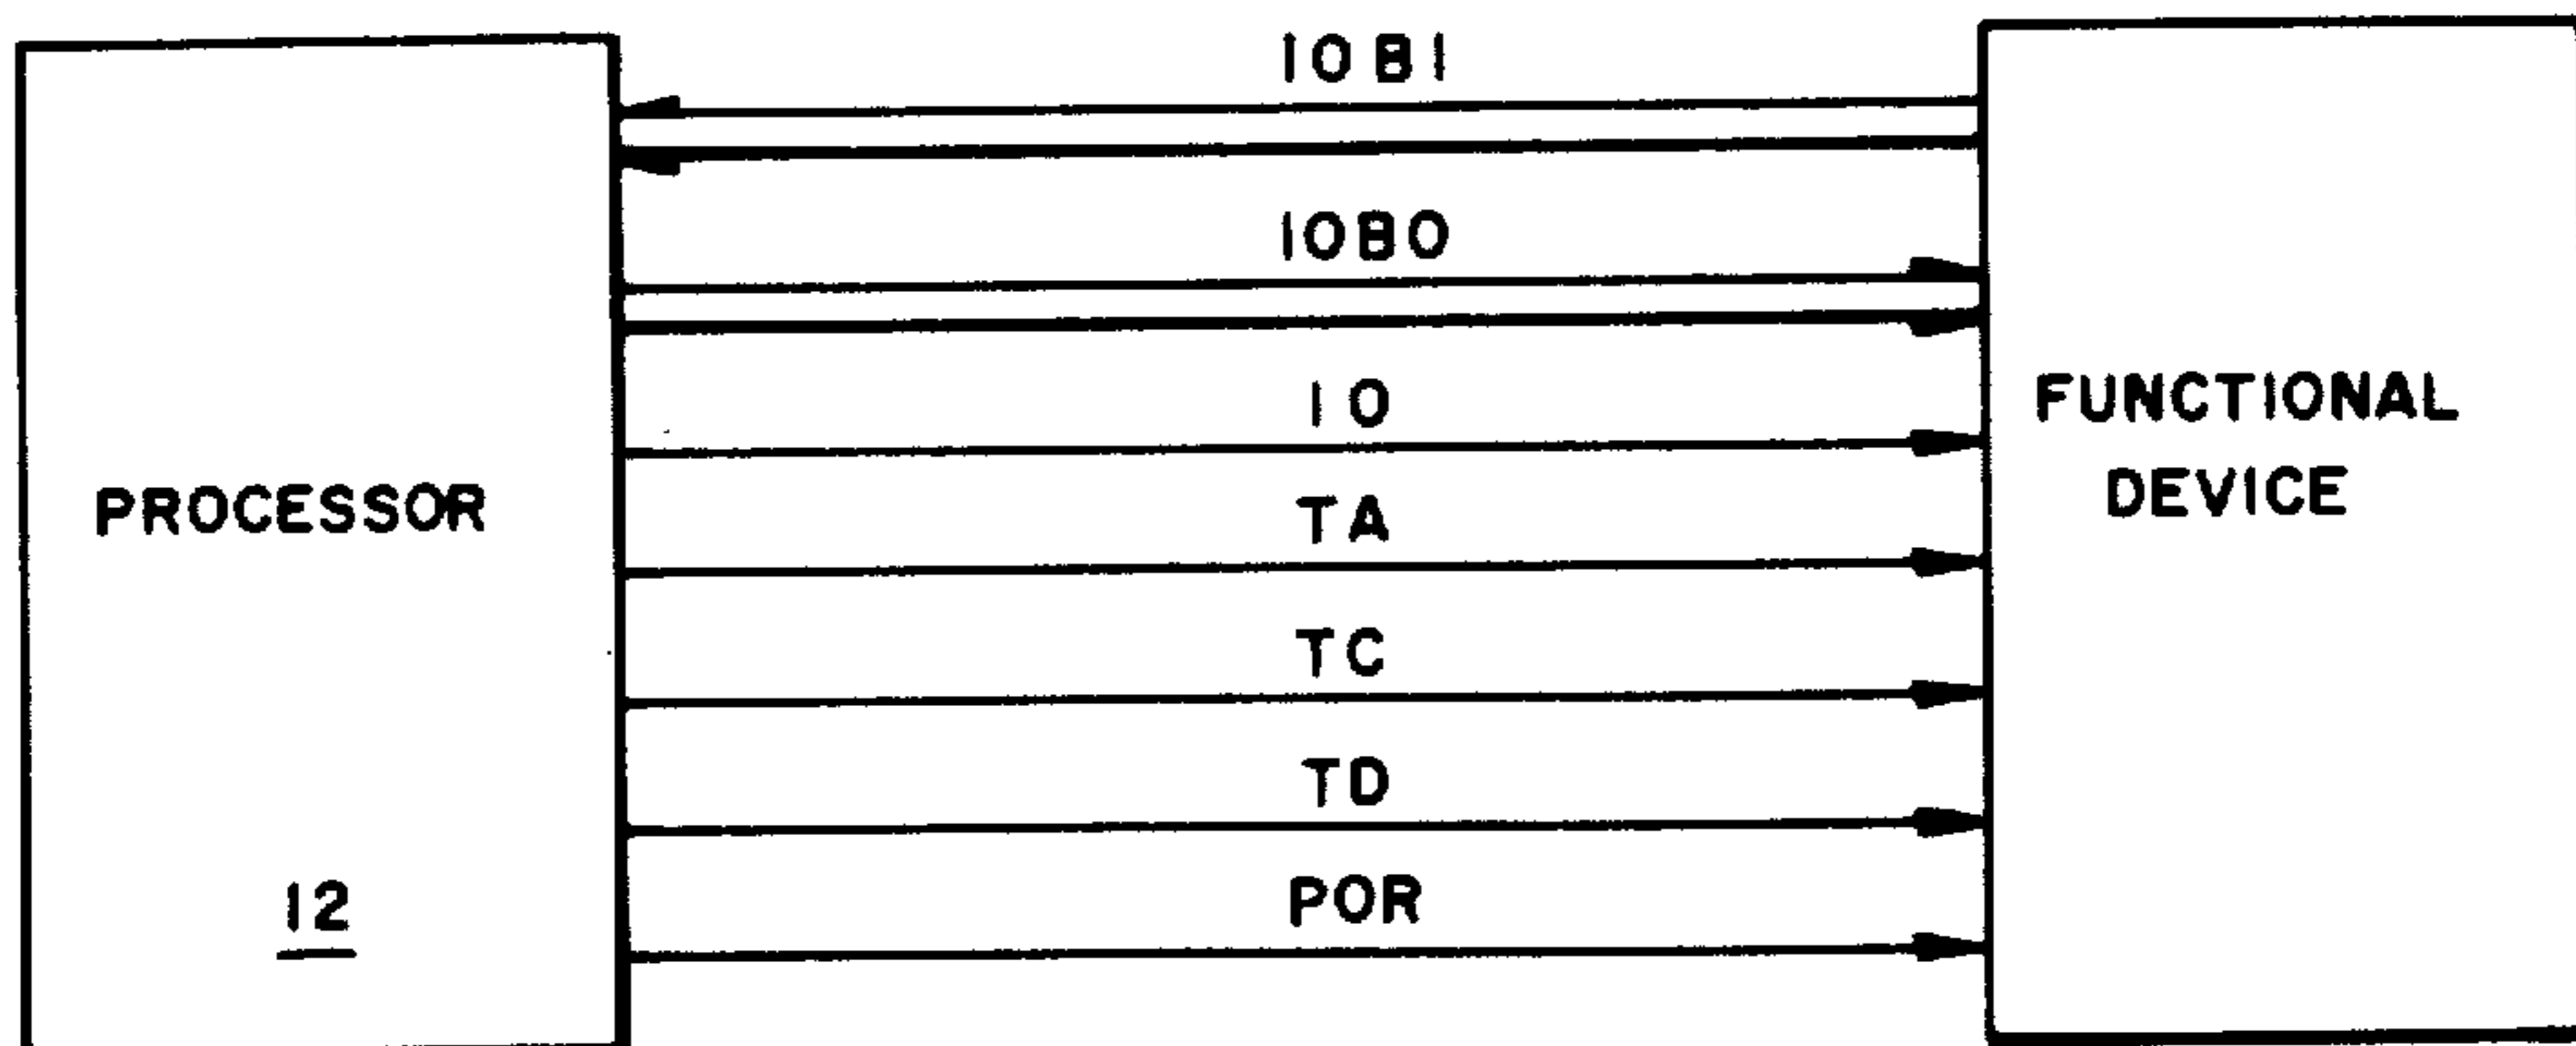 IOBI
IOBO
IO
FUNCTIONAL
DEVICE
PROCESSOR
TA
TC
TD
POR
12